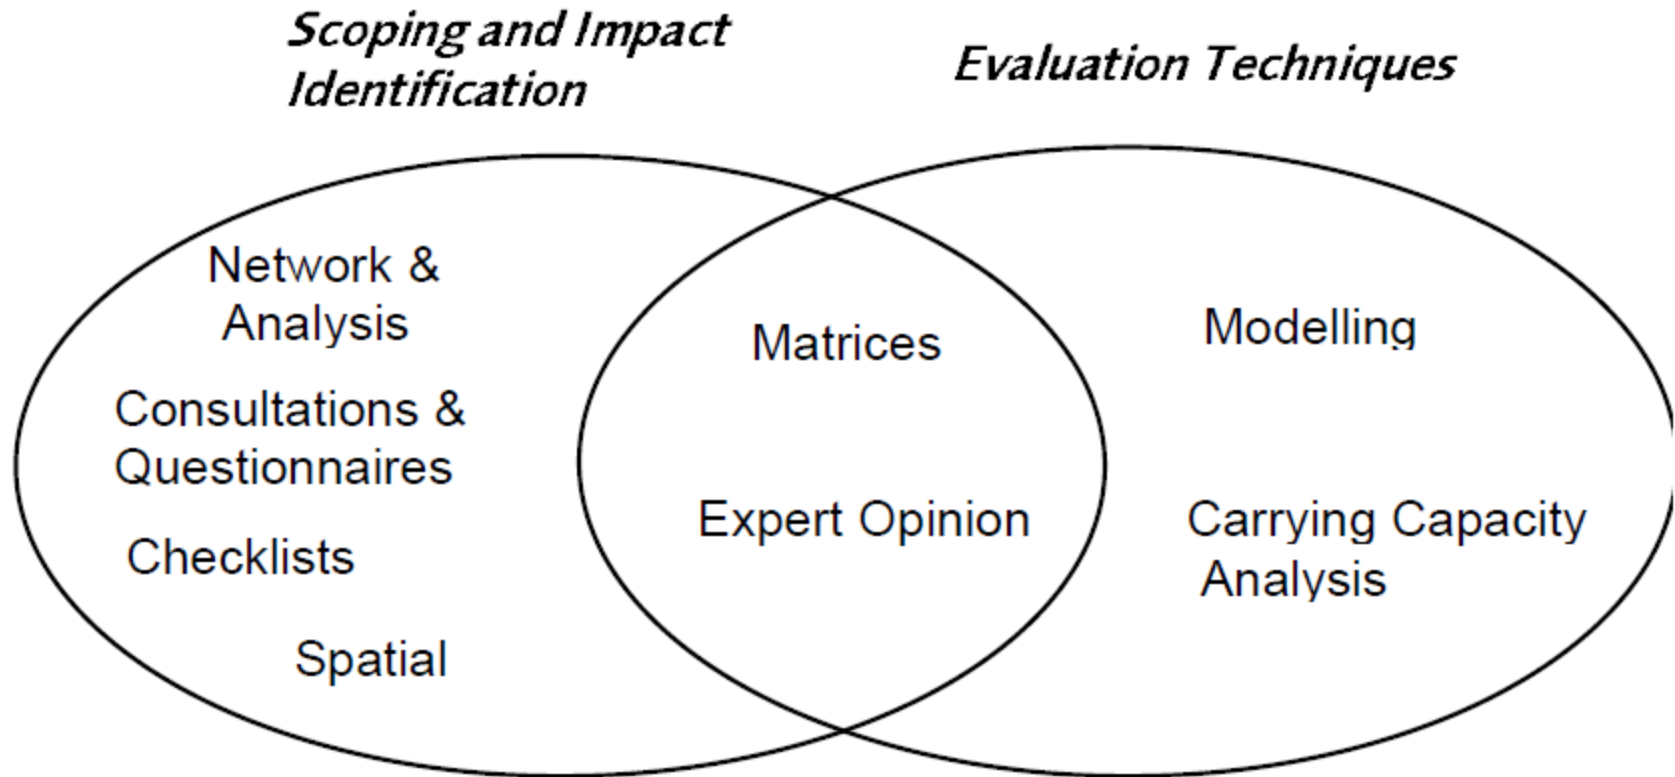 Scoping and Impact
Identification
Evaluation Techniques
Network &
Analysis
Consultations &
Questionnaires
Checklists
Spatial
Matrices
Expert Opinion
Modelling
Carrying Capacity
Analysis